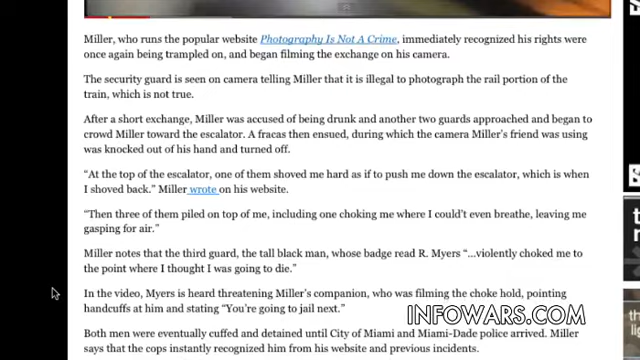 Miller, who runs the popular website Photography Is Not A Crime, immediately recognized his rights were
once again being trampled on, and began filming the exchange on his camera.
The security guard is seen on camera telling Miller that it is illegal to photograph the rail portion of the
train, which is not true.
After a short exchange, Miller was accused of being drunk and another two guards approached and began to
crowd Miller toward the escalator. A fracas then ensued, during which the camera Miller's friend was using
was knocked out of his hand and turned off.
“At the top of the escalator, one of them shoved me hard as if to push me down the escalator, which is when
I shoved back.” Miller wrote on his website.
“Then three of them piled on top of me, including one choking me where I could't even breathe, leaving me
gasping for air.”
Miller notes that the third guard, the tall black man, whose badge read R. Myers “…violently choked me to
the point where I thought I was going to die.”
In the video, Myers is heard threatening Miller's companion, who was filming the choke hold, pointing
handcuffs at him and stating “You're going to jail next.”
INFOWARS.COM
Both men were eventually cuffed and detained until City of Miami and Miami-Dade police arrived. Miller
says that the cops instantly recognized him from his website and previous incidents.